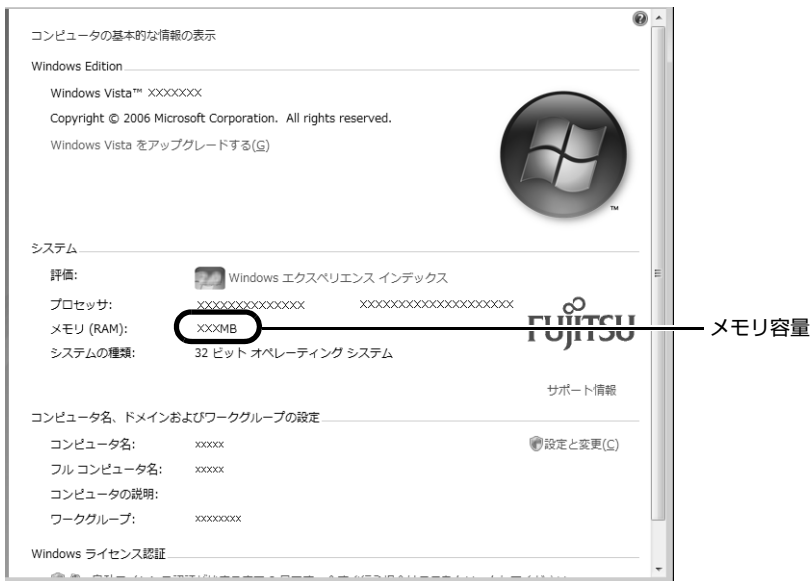 コンピュータの基本的な情報の表示
Windows Edition
Windows Vista™ XXXXXXX
Copyright © 2006 Microsoft Corporation. All rights reserved.
Windows Vista をアップグレードする(G)
TM
システム
評価: Windows エクスペリエンス インデックス
プロセッサ: XXXXXXXXXXXXXX XXXXXXXXXXXXXXXXXXXX
メモリ (RAM): XXXMB
メモリ容量
システムの種類: 32 ビット オペレーティング システム
FUJITSU
サポート情報
コンピュータ名、ドメインおよびワークグループの設定
コンピュータ名: xxxxx
設定と変更(C)
フル コンピュータ名: xxxxx
コンピュータの説明:
ワークグループ: xxxxxxxx
Windows ライセンス認証